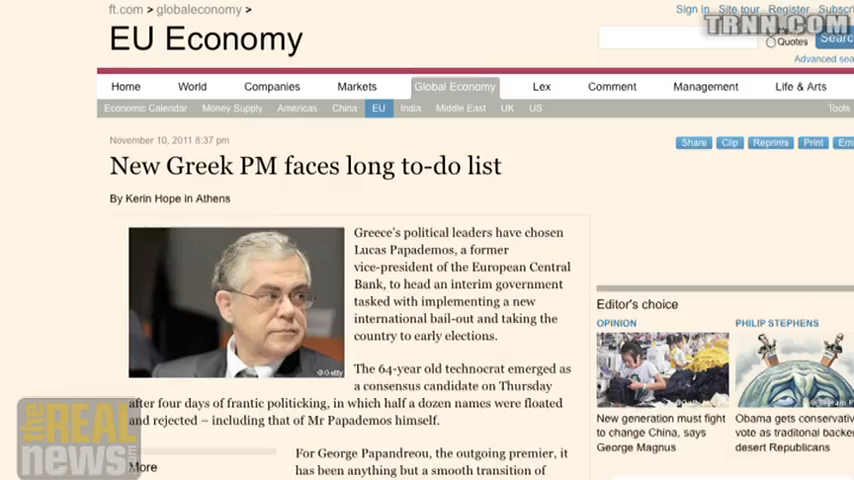 ft.com > globaleconomy >
Sign in Site tour Register Subscri
TRNN.COM
EU Economy
Quotes
Search
Advanced sea
Home World Companies Markets Global Economy Lex Comment Management Life & Arts
Economic Calendar Money Supply Americas China EU India Middle East UK US Tools
November 10, 2011 8:37 pm
Share Clip Reprints Print Em
New Greek PM faces long to-do list
By Kerin Hope in Athens
Greece's political leaders have chosen
Lucas Papademos, a former
vice-president of the European Central
Bank, to head an interim government
tasked with implementing a new
international bail-out and taking the
country to early elections.
©Getty
The 64-year old technocrat emerged as
a consensus candidate on Thursday
after four days of frantic politicking, in which half a dozen names were floated
and rejected – including that of Mr Papademos himself.
For George Papandreou, the outgoing premier, it
has been anything but a smooth transition of
More
the REAL
news.com
Editor's choice
OPINION
New generation must fight
to change China, says
George Magnus
PHILIP STEPHENS
Obama gets conservativ
vote as traditonal backer
desert Republicans